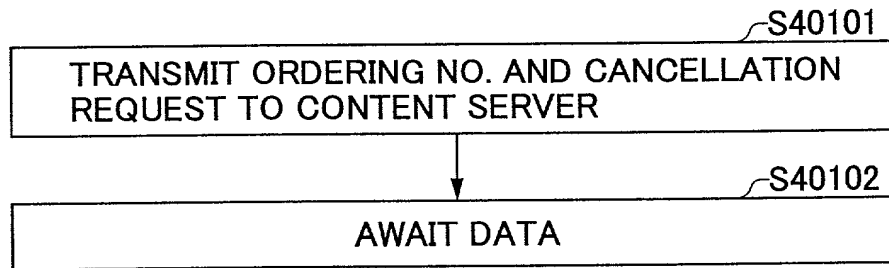 S40101
TRANSMIT ORDERING NO. AND CANCELLATION
REQUEST TO CONTENT SERVER
S40102
AWAIT DATA